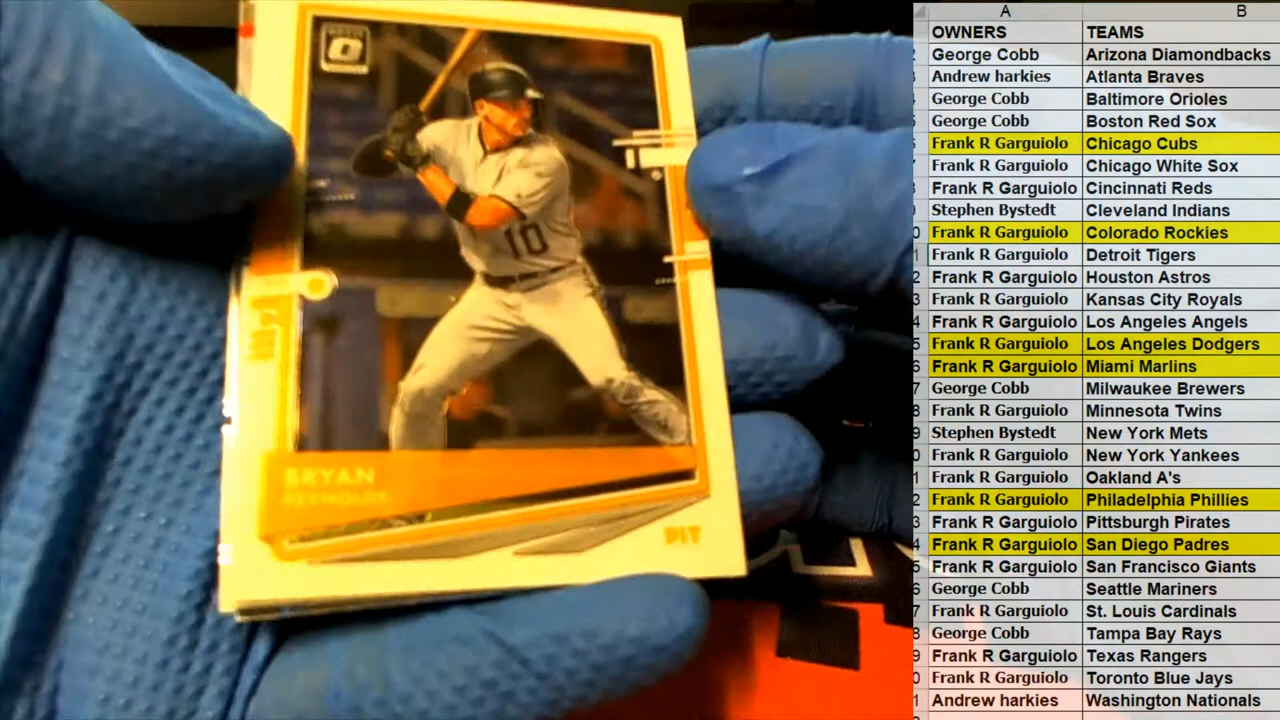 A B
OWNERS TEAMS
George Cobb Arizona Diamondbacks
Andrew harkies Atlanta Braves
George Cobb Baltimore Orioles
George Cobb Boston Red Sox
Frank R Garguiolo Chicago Cubs
Frank R Garguiolo Chicago White Sox
Frank R Garguiolo Cincinnati Reds
Stephen Bystedt Cleveland Indians
Frank R Garguiolo Colorado Rockies
Frank R Garguiolo Detroit Tigers
Frank R Garguiolo Houston Astros
Frank R Garguiolo Kansas City Royals
Frank R Garguiolo Los Angeles Angels
Frank R Garguiolo Los Angeles Dodgers
Frank R Garguiolo Miami Marlins
George Cobb Milwaukee Brewers
Frank R Garguiolo Minnesota Twins
Stephen Bystedt New York Mets
Frank R Garguiolo New York Yankees
Frank R Garguiolo Oakland A's
Frank R Garguiolo Philadelphia Phillies
Frank R Garguiolo Pittsburgh Pirates
Frank R Garguiolo San Diego Padres
Frank R Garguiolo San Francisco Giants
George Cobb Seattle Mariners
Frank R Garguiolo St. Louis Cardinals
George Cobb Tampa Bay Rays
Frank R Garguiolo Texas Rangers
Frank R Garguiolo Toronto Blue Jays
Andrew harkies Washington Nationals
10
BRYAN
REYNOLDS
PIT